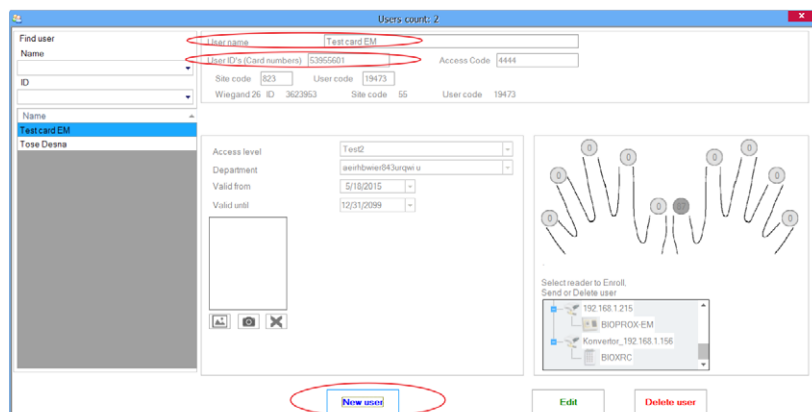 Users count: 2
Find user
Name
ID
Name
Test card EM
Tose Desna
User name Test card EM
User ID's (Card numbers) 53955601 Access Code 4444
Site code 823 User code 19473
Wiegand 26 ID 3623953 Site code 55 User code 19473
Access level Test2
Department aeirhbwier843urqwi u
Valid from 5/18/2015
Valid until 12/31/2099
0 0 0 0 0 0 0 0
Select reader to Enroll,
Send or Delete user
192.168.1.215
BIOPROX-EM
Konvertor_192.168.1.156
BIOXRC
New user Edit Delete user